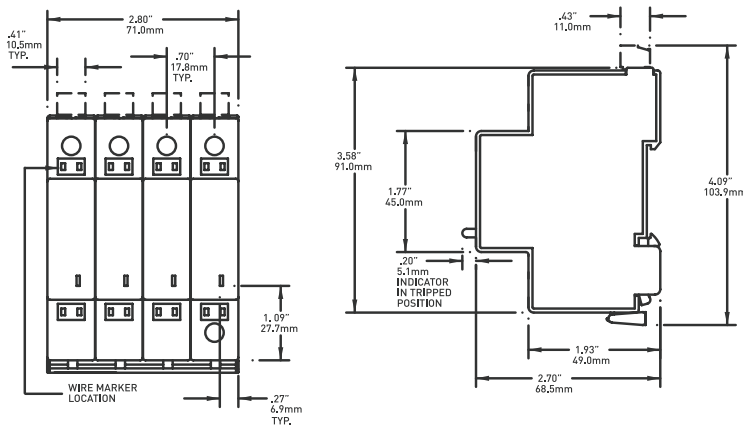 2.80"
71.0mm
.41"
10.5mm
TYP.
.70"
17.8mm
TYP.
1.09"
27.7mm
WIRE MARKER
LOCATION
.27"
6.9mm
TYP.
.43"
11.0mm
3.58"
91.0mm
1.77"
45.0mm
4.09"
103.9mm
.20"
5.1mm
INDICATOR
IN TRIPPED
POSITION
1.93"
49.0mm
2.70"
68.5mm